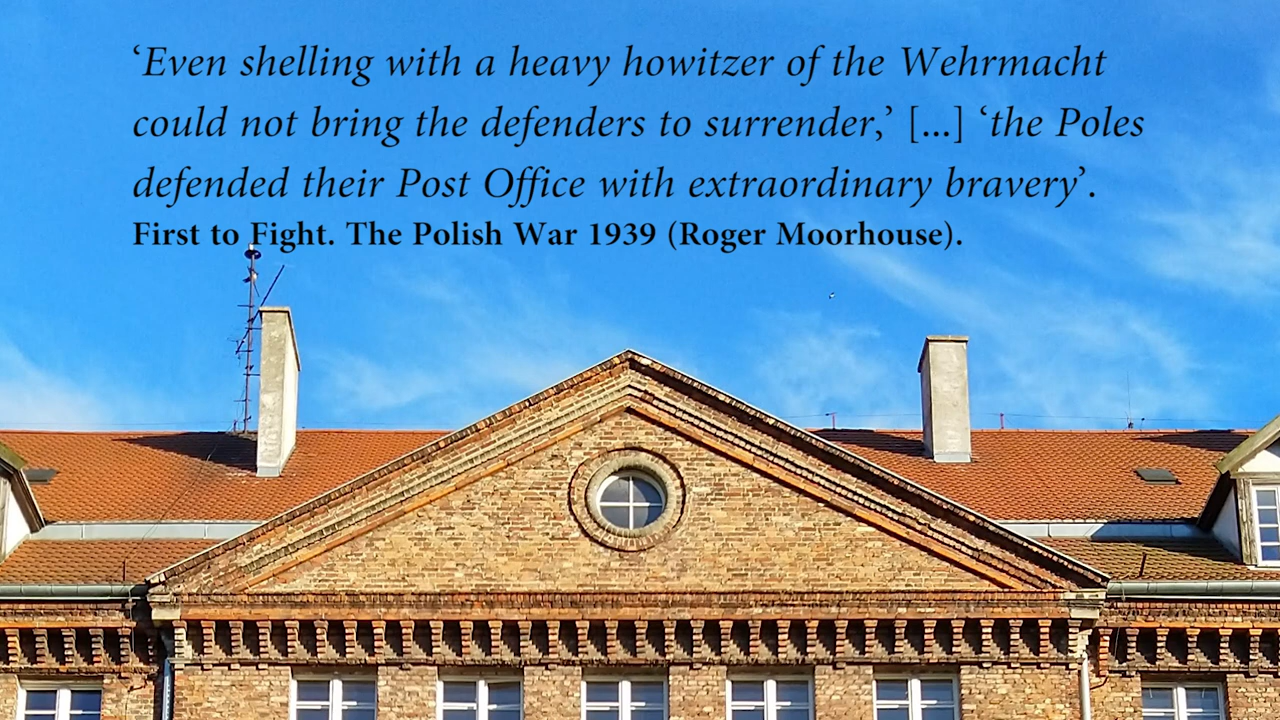 ‘Even shelling with a heavy howitzer of the Wehrmacht
could not bring the defenders to surrender,’ [...] ‘the Poles
defended their Post Office with extraordinary bravery’.
First to Fight. The Polish War 1939 (Roger Moorhouse).